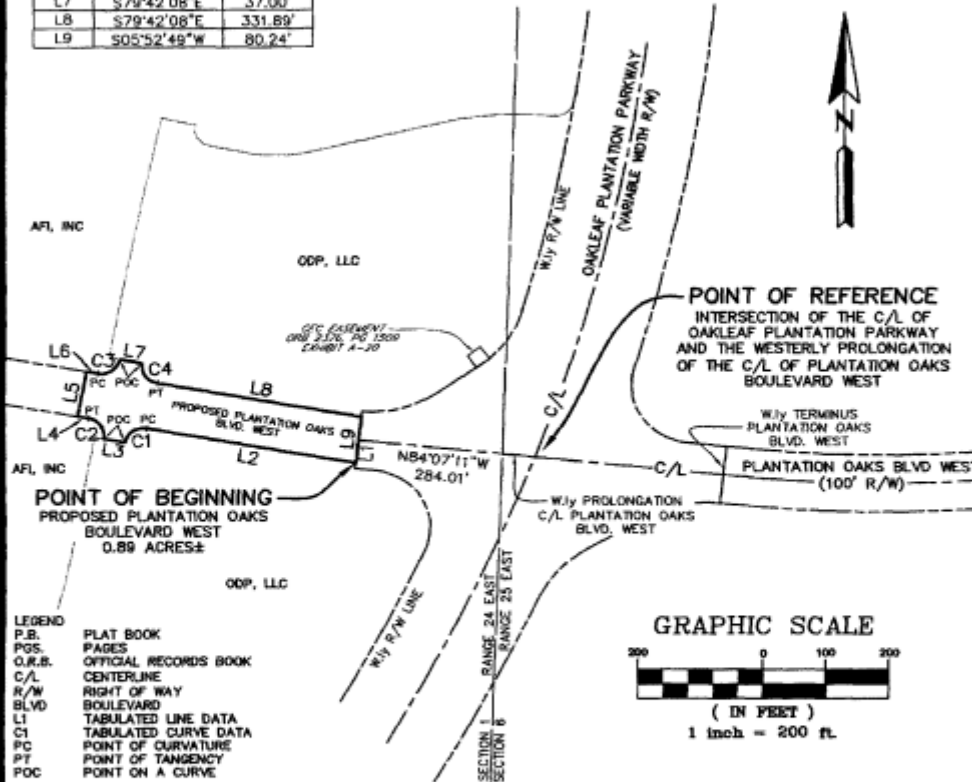 L7 S79°42'08"E 37.00'
L8 S79°42'08"E 331.89'
L9 S05°52'49"W 80.24'
OAKLEAF PLANTATION PARKWAY
(VARIABLE WIDTH R/W)
N
W.ly R/W LINE
AFI, INC
ODP, LLC
POINT OF REFERENCE
INTERSECTION OF THE C/L OF
OAKLEAF PLANTATION PARKWAY
AND THE WESTERLY PROLONGATION
OF THE C/L OF PLANTATION OAKS
BOULEVARD WEST
EASEMENT
ORB 2376, PG 1509
EXHIBIT A-20
L6 C3 L7 C4
PC POC PT
L5
L8
PROPOSED PLANTATION OAKS
BLVD. WEST
L9
L1
C/L
W.ly TERMINUS
PLANTATION OAKS
BLVD. WEST
PT POC PC
L4 C2 L3 C1
L2
N84°07'11"W
284.01'
C/L
PLANTATION OAKS BLVD WEST
(100' R/W)
AFI, INC
POINT OF BEGINNING
PROPOSED PLANTATION OAKS
BOULEVARD WEST
0.89 ACRES±
W.ly PROLONGATION
C/L PLANTATION OAKS
BLVD. WEST
ODP, LLC
W.ly R/W LINE
RANGE 24 EAST
RANGE 25 EAST
SECTION 1
SECTION 6
LEGEND
P.B. PLAT BOOK
PGS. PAGES
O.R.B. OFFICIAL RECORDS BOOK
C/L CENTERLINE
R/W RIGHT OF WAY
BLVD BOULEVARD
L1 TABULATED LINE DATA
C1 TABULATED CURVE DATA
PC POINT OF CURVATURE
PT POINT OF TANGENCY
POC POINT ON A CURVE
GRAPHIC SCALE
200 0 100 200
( IN FEET )
1 inch = 200 ft.